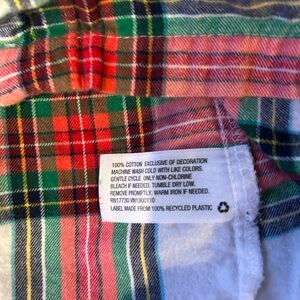 100% COTTON EXCLUSIVE OF DECORATION
MACHINE WASH COLD WITH LIKE COLORS.
GENTLE CYCLE. ONLY NON-CHLORINE
BLEACH IF NEEDED. TUMBLE DRY LOW.
REMOVE PROMPTLY. WARM IRON IF NEEDED.
RN17730 VN1300110
LABEL MADE FROM 100% RECYCLED PLASTIC